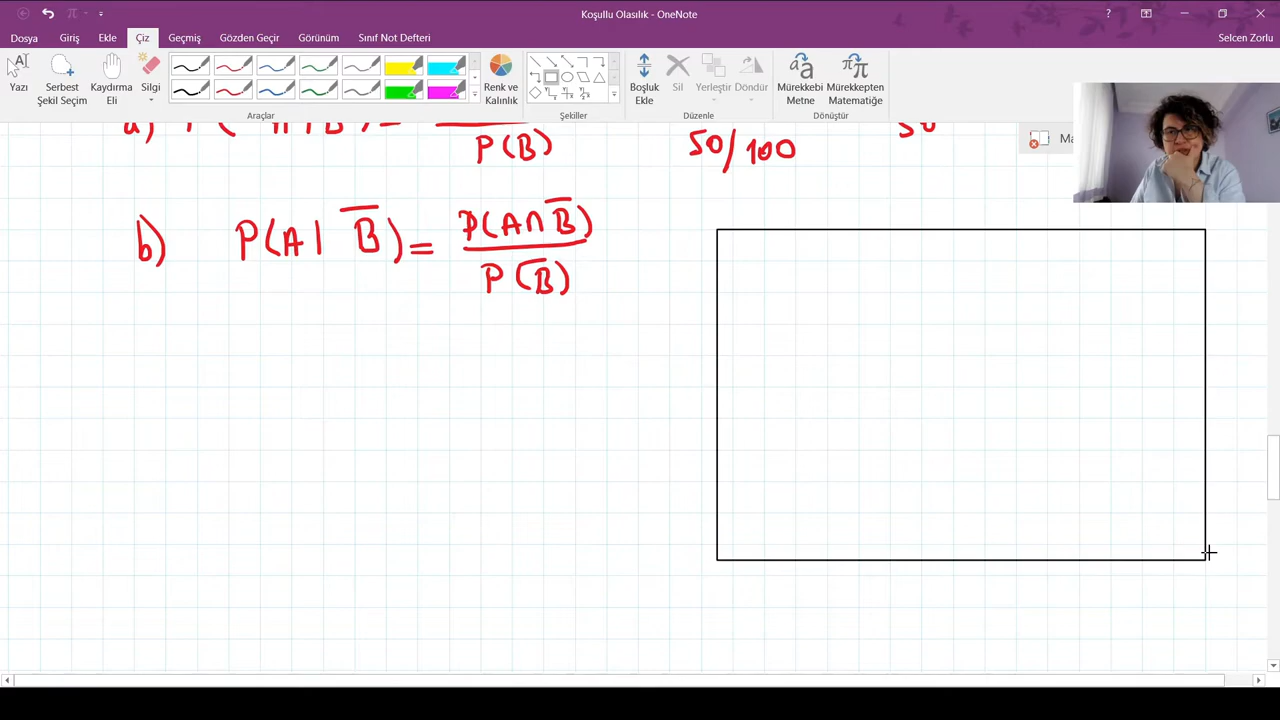 Koşullu Olasılık - OneNote
Dosya Giriş Ekle Çiz Geçmiş Gözden Geçir Görünüm Sınıf Not Defteri Selcen Zorlu
Yazı Serbest Şekil Seçim Kaydırma Eli Silgi Renk ve Kalınlık Boşluk Ekle Sil Yerleştir Döndür Mürekkebi Metne Mürekkepten Matematiğe
Araçlar Şekiller Düzenle Dönüştür
a) P(B) 50/100 50
Ma
b) P(A| B̅) = P(A∩B̅) / P(B̅)